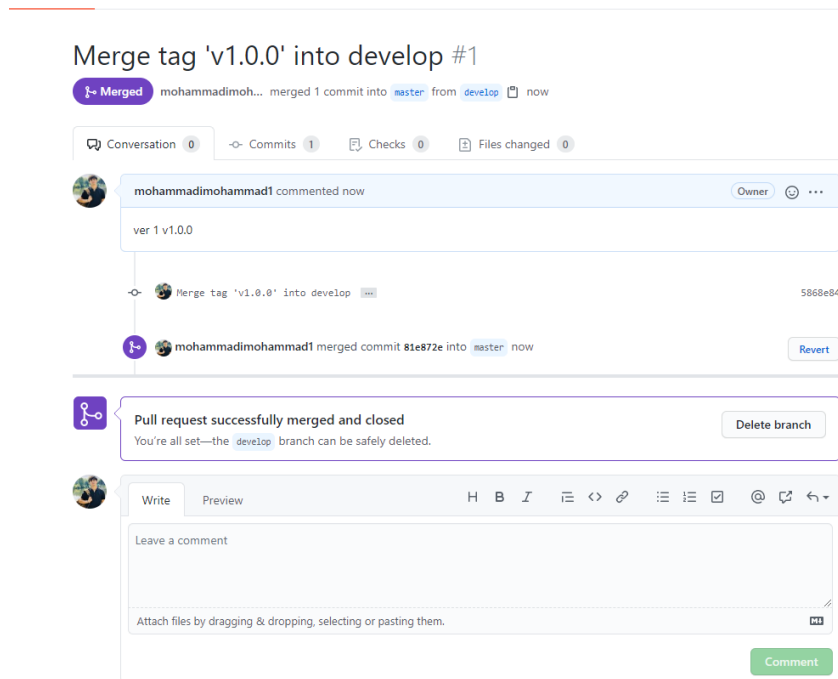 Merge tag 'v1.0.0' into develop #1
Merged mohammadimoh... merged 1 commit into master from develop now
Conversation 0 Commits 1 Checks 0 Files changed 0
mohammadimohammad1 commented now Owner
ver 1 v1.0.0
Merge tag 'v1.0.0' into develop ... 5868e84
mohammadimohammad1 merged commit 81e872e into master now Revert
Pull request successfully merged and closed
You're all set—the develop branch can be safely deleted. Delete branch
Write Preview H B I
Leave a comment
Attach files by dragging & dropping, selecting or pasting them.
Comment